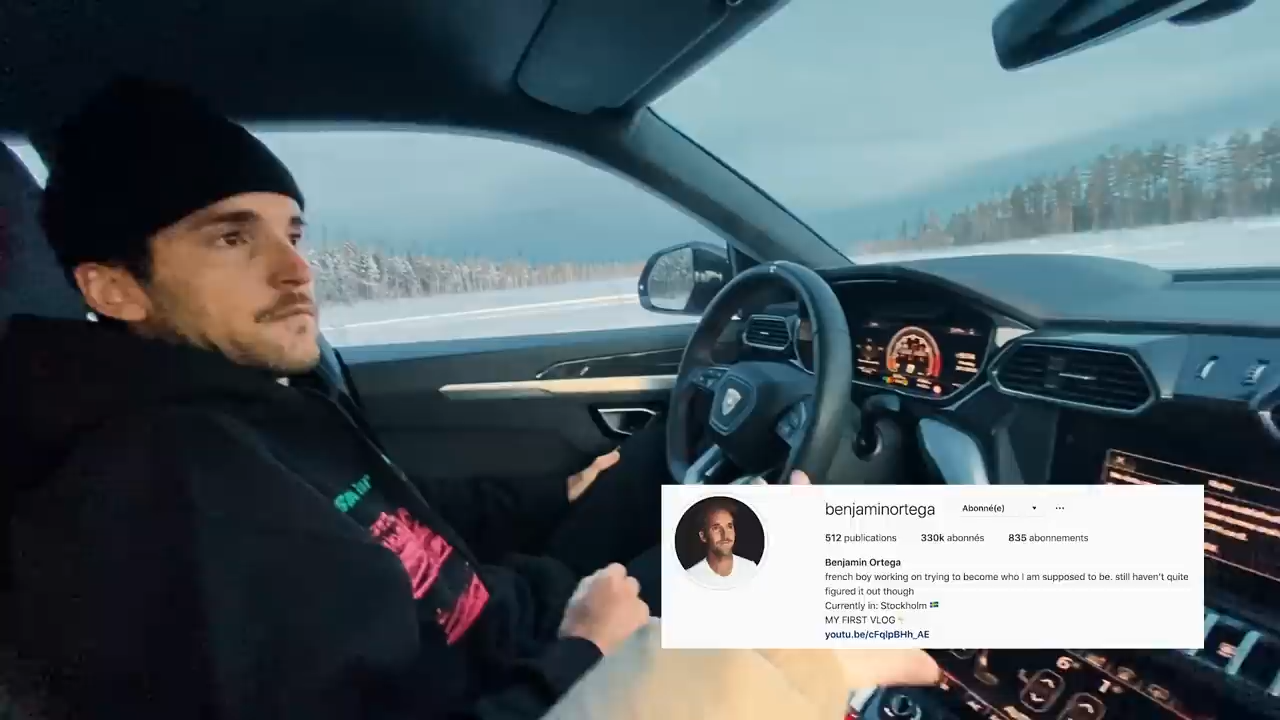 benjaminortega Abonné(e) ...
512 publications 330k abonnés 835 abonnements
Benjamin Ortega
french boy working on trying to become who I am supposed to be. still haven't quite
figured it out though
Currently in: Stockholm 🇸🇪
MY FIRST VLOG
youtu.be/cFqlpBHh_AE